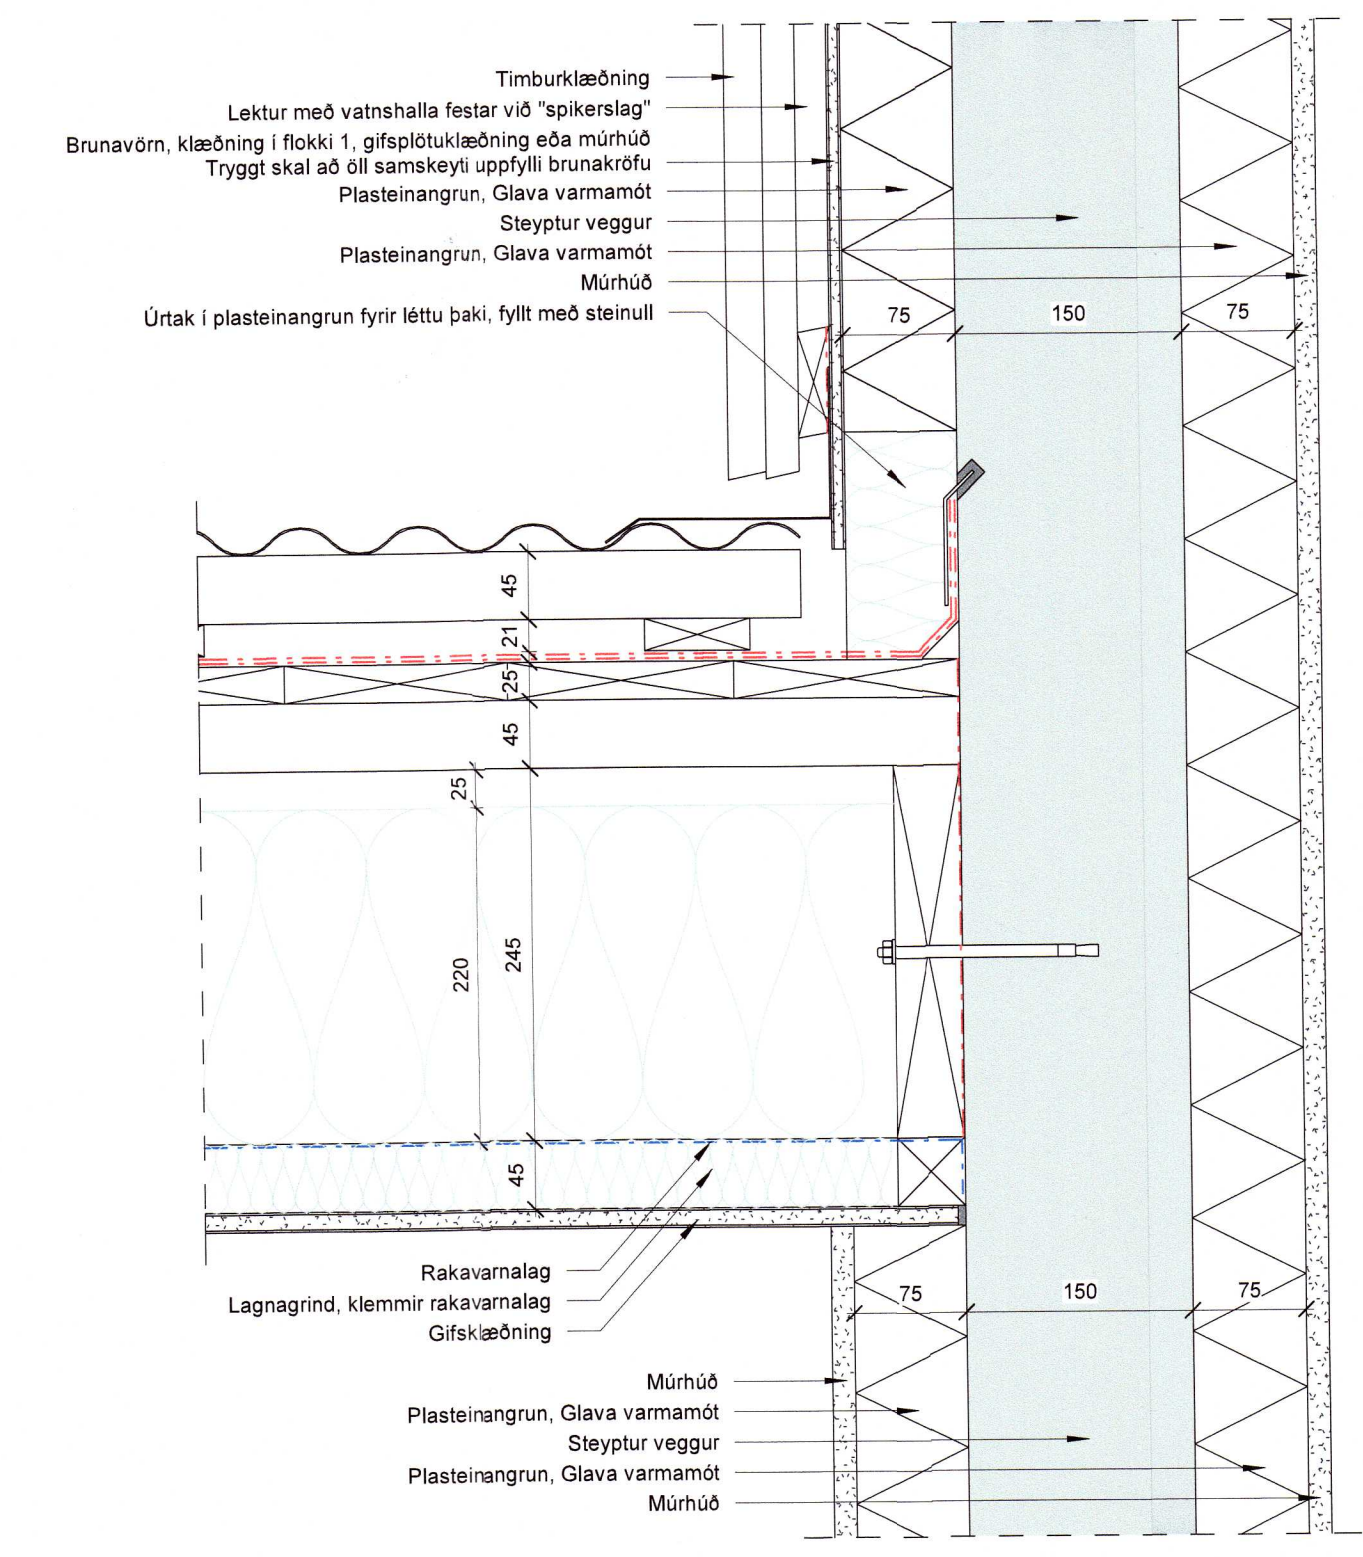 Timburklæðning
Lektur með vatnshalla festar við "spikerslag"
Brunavörn, klæðning í flokki 1, gifsplötuklæðning eða múrhúð
Tryggt skal að öll samskeyti uppfylli brunakröfu
Plasteinangrun, Glava varmamót
Steyptur veggur
Plasteinangrun, Glava varmamót
Múrhúð
Úrtak í plasteinangrun fyrir léttu þaki, fyllt með steinull
75 150 75
45
21
25
45
25
220
245
45
Rakavarnalag
Lagnagrind, klemmir rakavarnalag
Gifsklæðning
75 150 75
Múrhúð
Plasteinangrun, Glava varmamót
Steyptur veggur
Plasteinangrun, Glava varmamót
Múrhúð